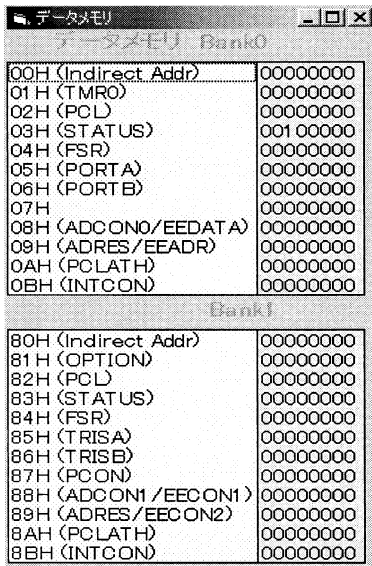 データメモリ
データメモリ Bank0
00H (Indirect Addr) 00000000
01H (TMR0) 00000000
02H (PCL) 00000000
03H (STATUS) 00100000
04H (FSR) 00000000
05H (PORTA) 00000000
06H (PORTB) 00000000
07H 00000000
08H (ADCON0/EEDATA) 00000000
09H (ADRES/EEADR) 00000000
0AH (PCLATH) 00000000
0BH (INTCON) 00000000
Bank1
80H (Indirect Addr) 00000000
81H (OPTION) 00000000
82H (PCL) 00000000
83H (STATUS) 00000000
84H (FSR) 00000000
85H (TRISA) 00000000
86H (TRISB) 00000000
87H (PCON) 00000000
88H (ADCON1/EECON1) 00000000
89H (ADRES/EECON2) 00000000
8AH (PCLATH) 00000000
8BH (INTCON) 00000000